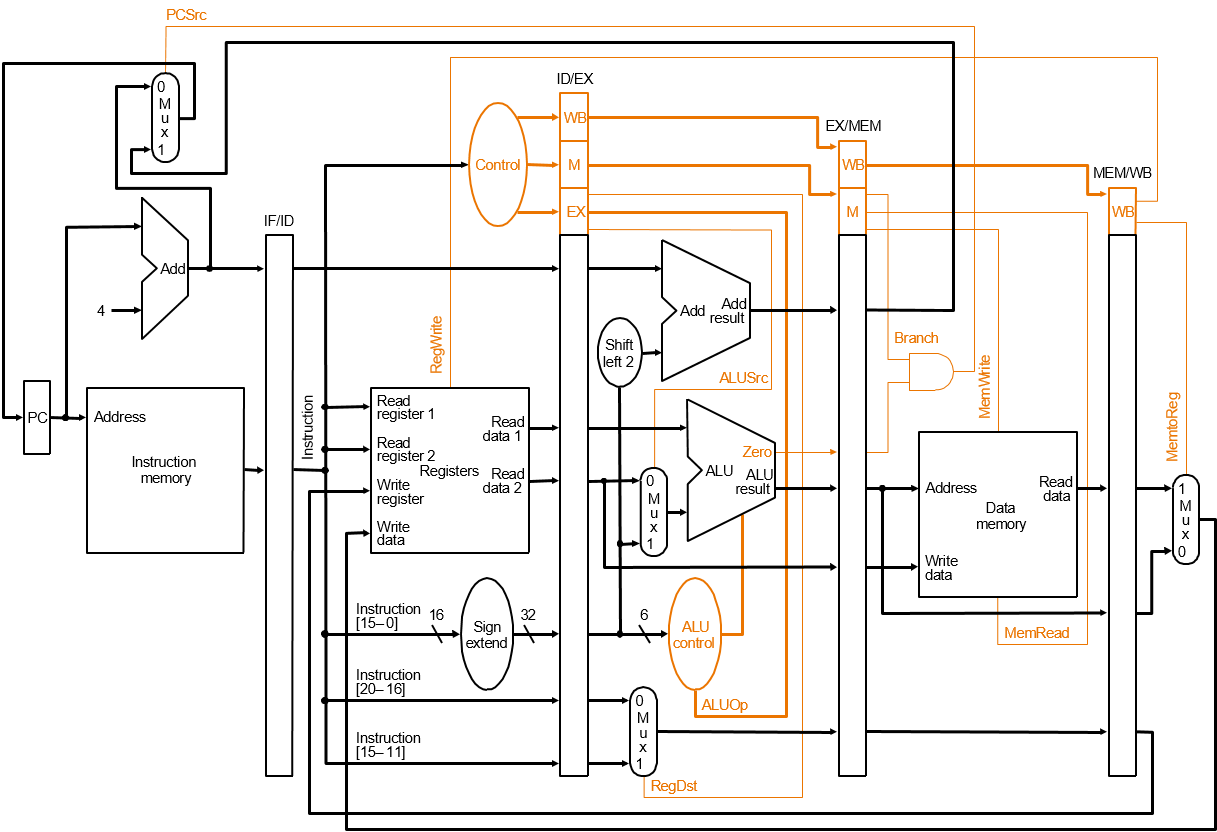 PCSrc
0
M
u
x
1
ID/EX
WB
EX/MEM
Control
M
WB
MEM/WB
EX
M
WB
IF/ID
Add
4
Add
Add
result
RegWrite
Shift
left 2
Branch
ALUSrc
MemWrite
MemtoReg
PC
Address
Instruction
memory
Instruction
Read
register 1
Read
register 2
Write
register
Write
data
Registers
Read
data 1
Read
data 2
0
M
u
x
1
Zero
ALU
ALU
result
Address
Data
memory
Write
data
Read
data
1
M
u
x
0
Instruction
[15–0]
16
Sign
extend
32
6
ALU
control
MemRead
Instruction
[20–16]
0
M
u
x
1
ALUOp
Instruction
[15–11]
RegDst